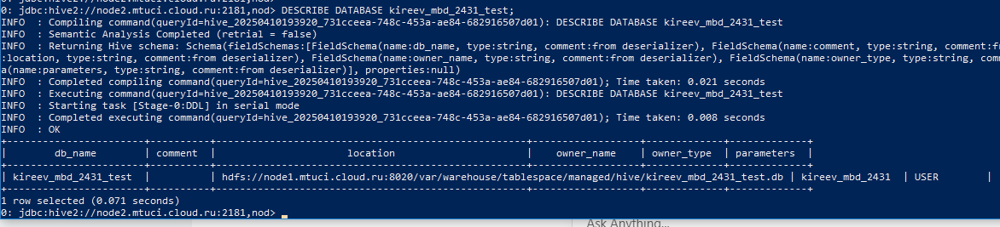 0: jdbc:hive2://node2.mtuci.cloud.ru:2181,nod> DESCRIBE DATABASE kireev_mbd_2431_test;
INFO  : Compiling command(queryId=hive_20250410193920_731cceea-748c-453a-ae84-682916507d01): DESCRIBE DATABASE kireev_mbd_2431_test
INFO  : Semantic Analysis Completed (retrial = false)
INFO  : Returning Hive schema: Schema(fieldSchemas:[FieldSchema(name:db_name, type:string, comment:from deserializer), FieldSchema(name:comment, type:string, comment:fr
:location, type:string, comment:from deserializer), FieldSchema(name:owner_name, type:string, comment:from deserializer), FieldSchema(name:owner_type, type:string, comm
a(name:parameters, type:string, comment:from deserializer)], properties:null)
INFO  : Completed compiling command(queryId=hive_20250410193920_731cceea-748c-453a-ae84-682916507d01); Time taken: 0.021 seconds
INFO  : Executing command(queryId=hive_20250410193920_731cceea-748c-453a-ae84-682916507d01): DESCRIBE DATABASE kireev_mbd_2431_test
INFO  : Starting task [Stage-0:DDL] in serial mode
INFO  : Completed executing command(queryId=hive_20250410193920_731cceea-748c-453a-ae84-682916507d01); Time taken: 0.008 seconds
INFO  : OK
| db_name | comment | location | owner_name | owner_type | parameters |
| kireev_mbd_2431_test | | hdfs://node1.mtuci.cloud.ru:8020/var/warehouse/tablespace/managed/hive/kireev_mbd_2431_test.db | kireev_mbd_2431 | USER |
1 row selected (0.071 seconds)
0: jdbc:hive2://node2.mtuci.cloud.ru:2181,nod>
Ask Anything...